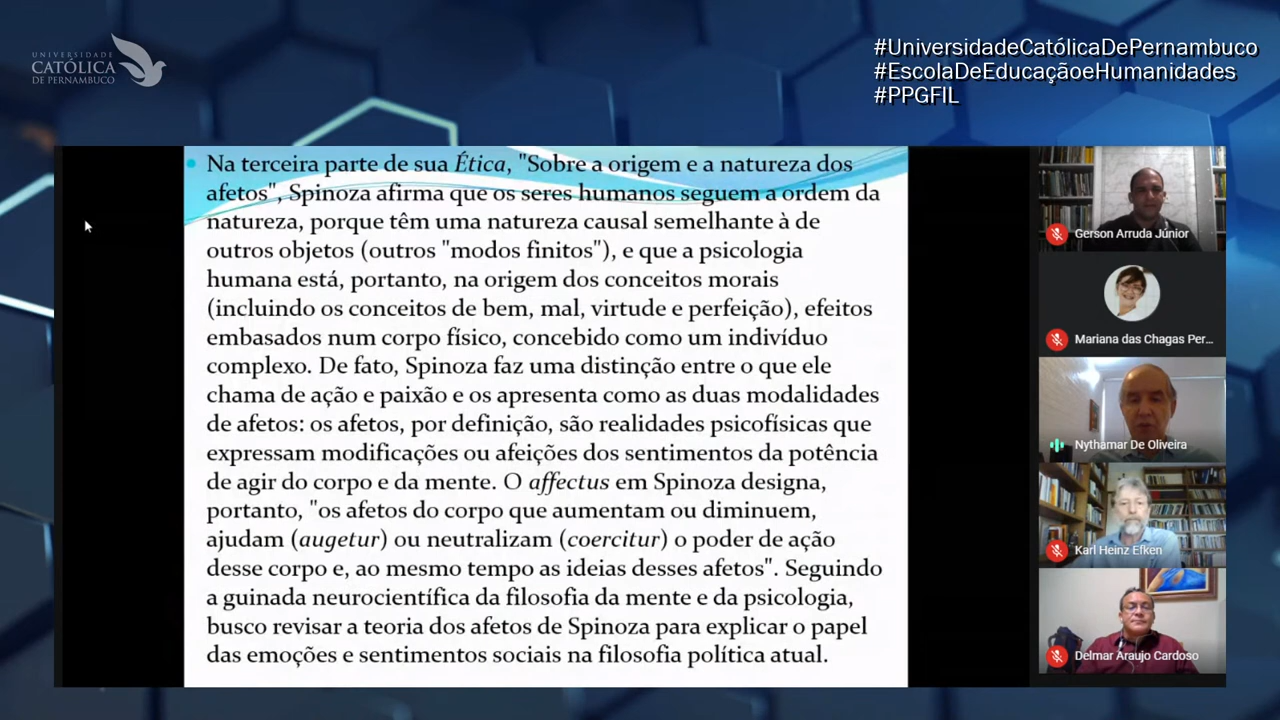 UNIVERSIDADE
CATÓLICA
DE PERNAMBUCO
#UniversidadeCatólicaDePernambuco
#EscolaDeEducaçãoeHumanidades
#PPGFIL
Na terceira parte de sua Ética, "Sobre a origem e a natureza dos
afetos", Spinoza afirma que os seres humanos seguem a ordem da
natureza, porque têm uma natureza causal semelhante à de
outros objetos (outros "modos finitos"), e que a psicologia
humana está, portanto, na origem dos conceitos morais
(incluindo os conceitos de bem, mal, virtude e perfeição), efeitos
embasados num corpo físico, concebido como um indivíduo
complexo. De fato, Spinoza faz uma distinção entre o que ele
chama de ação e paixão e os apresenta como as duas modalidades
de afetos: os afetos, por definição, são realidades psicofísicas que
expressam modificações ou afeições dos sentimentos da potência
de agir do corpo e da mente. O affectus em Spinoza designa,
portanto, "os afetos do corpo que aumentam ou diminuem,
ajudam (augetur) ou neutralizam (coercitur) o poder de ação
desse corpo e, ao mesmo tempo as ideias desses afetos". Seguindo
a guinada neurocientífica da filosofia da mente e da psicologia,
busco revisar a teoria dos afetos de Spinoza para explicar o papel
das emoções e sentimentos sociais na filosofia política atual.
Gerson Arruda Júnior
Mariana das Chagas Per...
Nythamar De Oliveira
Karl Heinz Efken
Delmar Araujo Cardoso